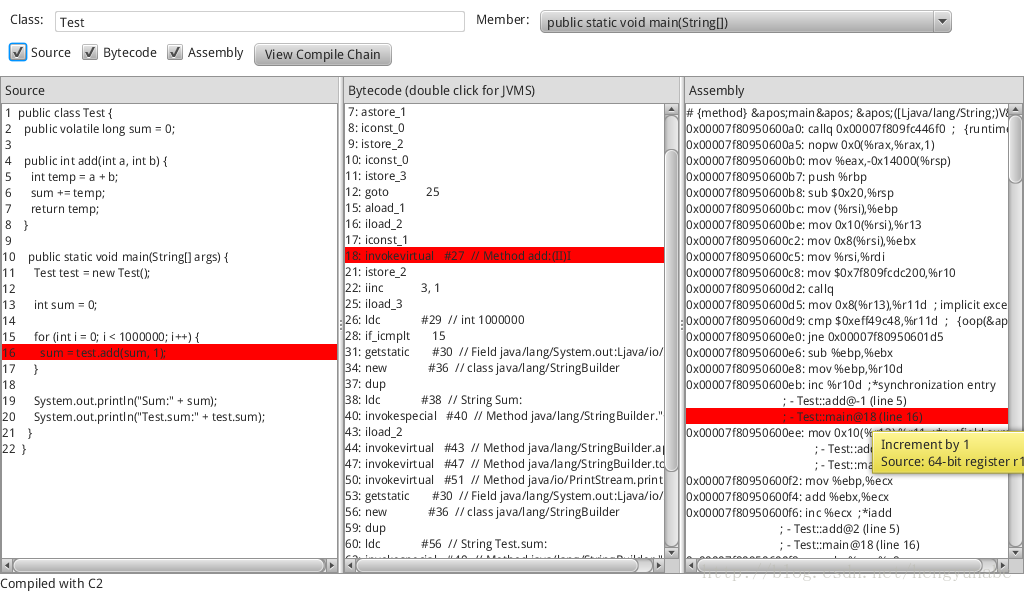 Class: Test Member: public static void main(String[])
Source Bytecode Assembly View Compile Chain
Source
1 public class Test {
2 public volatile long sum = 0;
3
4 public int add(int a, int b) {
5 int temp = a + b;
6 sum += temp;
7 return temp;
8 }
9
10 public static void main(String[] args) {
11 Test test = new Test();
12
13 int sum = 0;
14
15 for (int i = 0; i < 1000000; i++) {
16 sum = test.add(sum, 1);
17 }
18
19 System.out.println("Sum:" + sum);
20 System.out.println("Test.sum:" + test.sum);
21 }
22 }
Bytecode (double click for JVMS)
7: astore_1
8: iconst_0
9: istore_2
10: iconst_0
11: istore_3
12: goto 25
15: aload_1
16: iload_2
17: iconst_1
18: invokevirtual #27 // Method add:(II)I
21: istore_2
22: iinc 3, 1
25: iload_3
26: ldc #29 // int 1000000
28: if_icmplt 15
31: getstatic #30 // Field java/lang/System.out:Ljava/io/
34: new #36 // class java/lang/StringBuilder
37: dup
38: ldc #38 // String Sum:
40: invokespecial #40 // Method java/lang/StringBuilder."
43: iload_2
44: invokevirtual #43 // Method java/lang/StringBuilder.ap
47: invokevirtual #47 // Method java/lang/StringBuilder.to
50: invokevirtual #51 // Method java/io/PrintStream.print
53: getstatic #30 // Field java/lang/System.out:Ljava/io/
56: new #36 // class java/lang/StringBuilder
59: dup
60: ldc #56 // String Test.sum:
Assembly
# {method} &apos;main&apos; &apos;([Ljava/lang/String;)V&
0x00007f80950600a0: callq 0x00007f809fc446f0 ; {runtime
0x00007f80950600a5: nopw 0x0(%rax,%rax,1)
0x00007f80950600b0: mov %eax,-0x14000(%rsp)
0x00007f80950600b7: push %rbp
0x00007f80950600b8: sub $0x20,%rsp
0x00007f80950600bc: mov (%rsi),%ebp
0x00007f80950600be: mov 0x10(%rsi),%r13
0x00007f80950600c2: mov 0x8(%rsi),%ebx
0x00007f80950600c5: mov %rsi,%rdi
0x00007f80950600c8: mov $0x7f809fcdc200,%r10
0x00007f80950600d2: callq
0x00007f80950600d5: mov 0x8(%r13),%r11d ; implicit exce
0x00007f80950600d9: cmp $0xeff49c48,%r11d ; {oop(&ap
0x00007f80950600e0: jne 0x00007f80950601d5
0x00007f80950600e6: sub %ebp,%ebx
0x00007f80950600e8: mov %ebp,%r10d
0x00007f80950600eb: inc %r10d ;*synchronization entry
; - Test::add@-1 (line 5)
; - Test::main@18 (line 16)
0x00007f80950600ee: mov 0x10(
; - Test::ad
; - Test::ma
0x00007f80950600f2: mov %ebp,%ecx
0x00007f80950600f4: add %ebx,%ecx
0x00007f80950600f6: inc %ecx ;*iadd
; - Test::add@2 (line 5)
; - Test::main@18 (line 16)
Increment by 1
Source: 64-bit register r1
Compiled with C2